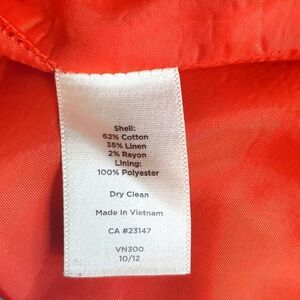 Shell:
62% Cotton
36% Linen
2% Rayon
Lining:
100% Polyester
Dry Clean
Made In Vietnam
CA #23147
VN300
10/12